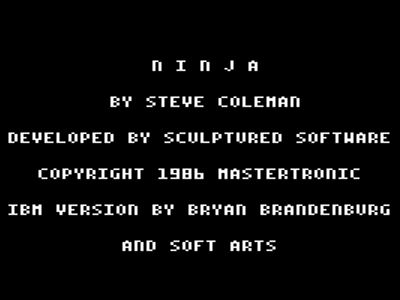 N I N J A
BY STEVE COLEMAN
DEVELOPED BY SCULPTURED SOFTWARE
COPYRIGHT 1986 MASTERTRONIC
IBM VERSION BY BRYAN BRANDENBURG
AND SOFT ARTS